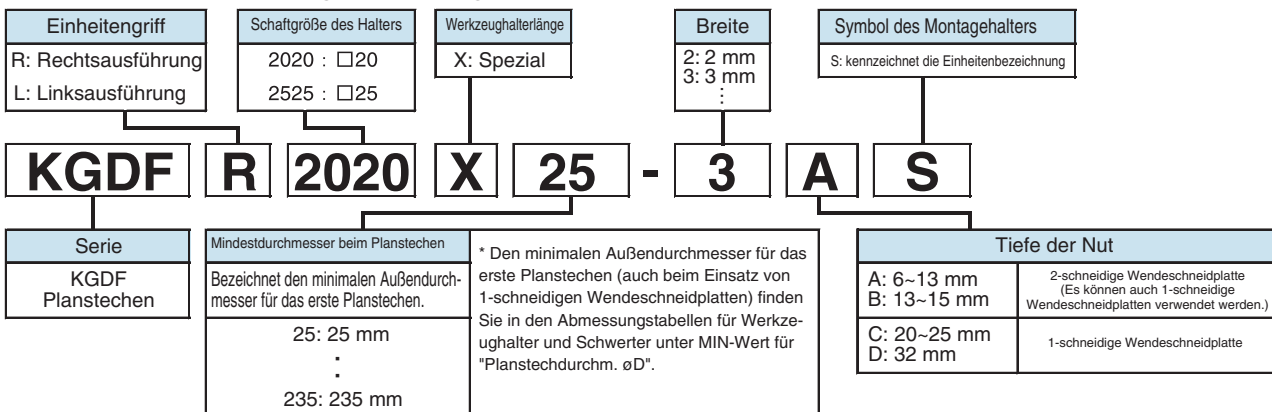 Einheitengriff
R: Rechtsausführung
L: Linksausführung
Schaftgröße des Halters
2020 : □20
2525 : □25
Werkzeughalterlänge
X: Spezial
Breite
2: 2 mm
3: 3 mm
⋮
Symbol des Montagehalters
S: kennzeichnet die Einheitenbezeichnung
KGDF R 2020 X 25 - 3 A S
Serie
KGDF
Planstechen
Mindestdurchmesser beim Planstechen
Bezeichnet den minimalen Außendurch-
messer für das erste Planstechen.
25: 25 mm
:
235: 235 mm
* Den minimalen Außendurchmesser für das
erste Planstechen (auch beim Einsatz von
1-schneidigen Wendeschneidplatten) finden
Sie in den Abmessungstabellen für Werkze-
ughalter und Schwerter unter MIN-Wert für
"Planstechdurchm. øD".
Tiefe der Nut
A: 6~13 mm
B: 13~15 mm
2-schneidige Wendeschneidplatte
(Es können auch 1-schneidige
Wendeschneidplatten verwendet werden.)
C: 20~25 mm
D: 32 mm
1-schneidige Wendeschneidplatte